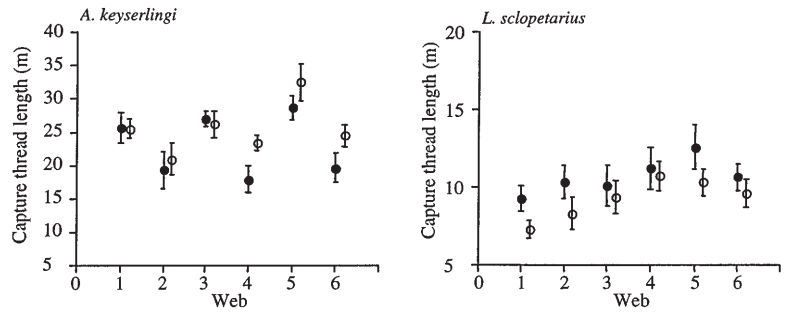 A. keyserlingi
Capture thread length (m)
40
35
30
25
20
15
10
5
0 1 2 3 4 5 6
Web
L. sclopetarius
Capture thread length (m)
20
15
10
5
0 1 2 3 4 5 6
Web